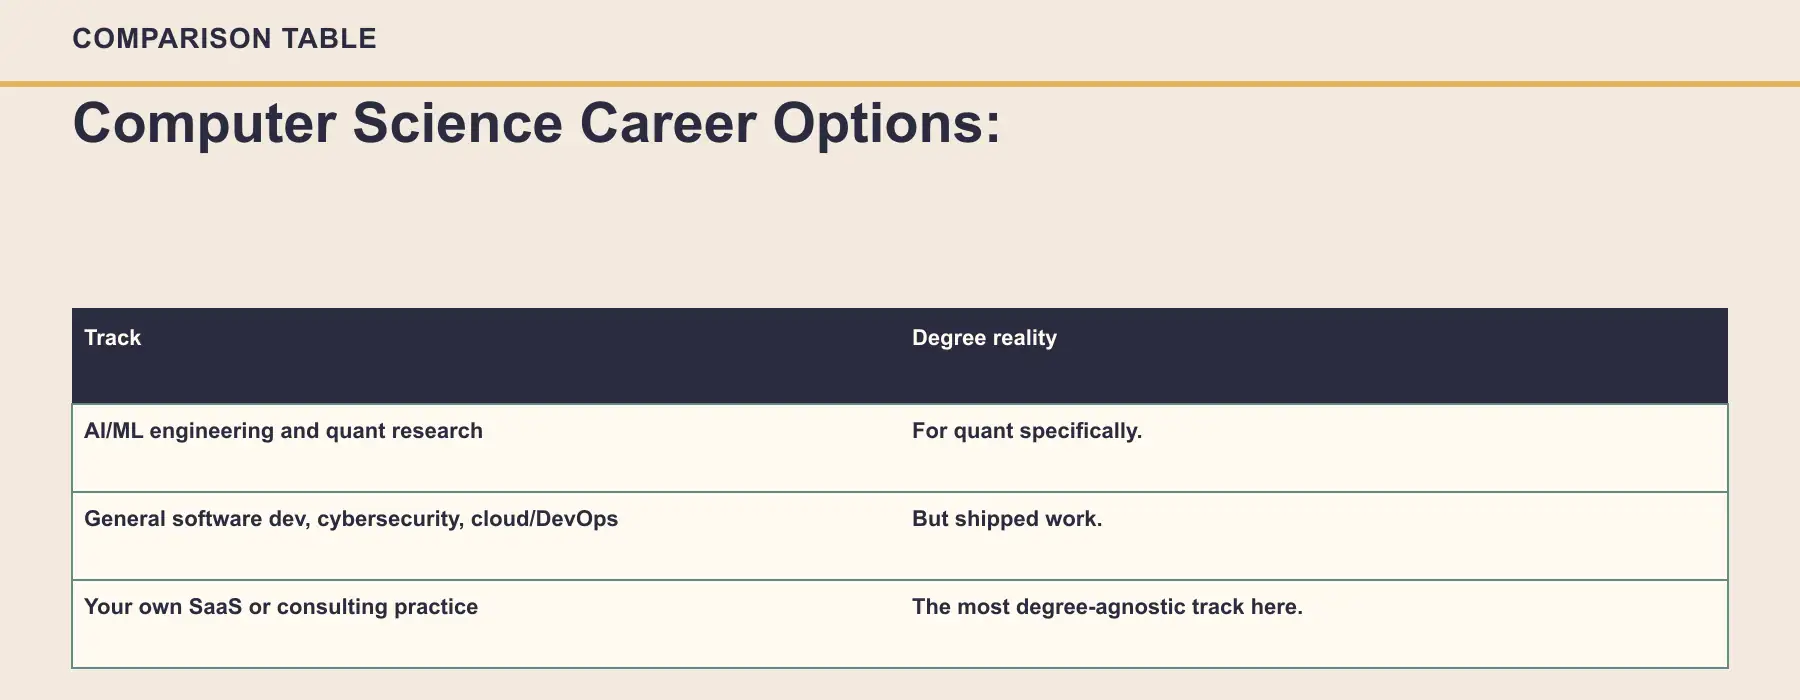 COMPARISON TABLE
Computer Science Career Options:
Track Degree reality
AI/ML engineering and quant research For quant specifically.
General software dev, cybersecurity, cloud/DevOps But shipped work.
Your own SaaS or consulting practice The most degree-agnostic track here.